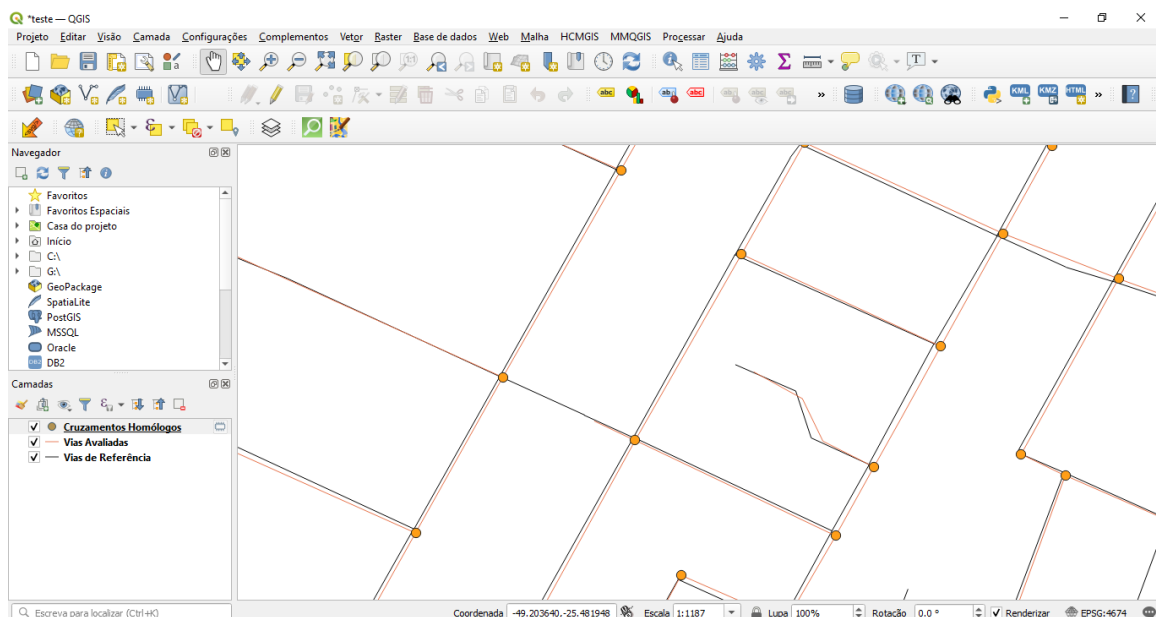 *teste — QGIS
Projeto Editar Visão Camada Configurações Complementos Vetor Raster Base de dados Web Malha HCMGIS MMQGIS Processar Ajuda
T
abc abc abc » KML KMZ HTML » ?
Navegador
Favoritos
Favoritos Espaciais
Casa do projeto
Início
C:\
G:\
GeoPackage
SpatiaLite
PostGIS
MSSQL
Oracle
DB2
Camadas
Cruzamentos Homólogos
Vias Avaliadas
Vias de Referência
Escreva para localizar (Ctrl+K)
Coordenada -49.203640,-25.481948 Escala 1:1187 Lupa 100% Rotação 0.0 ° Renderizar EPSG:4674